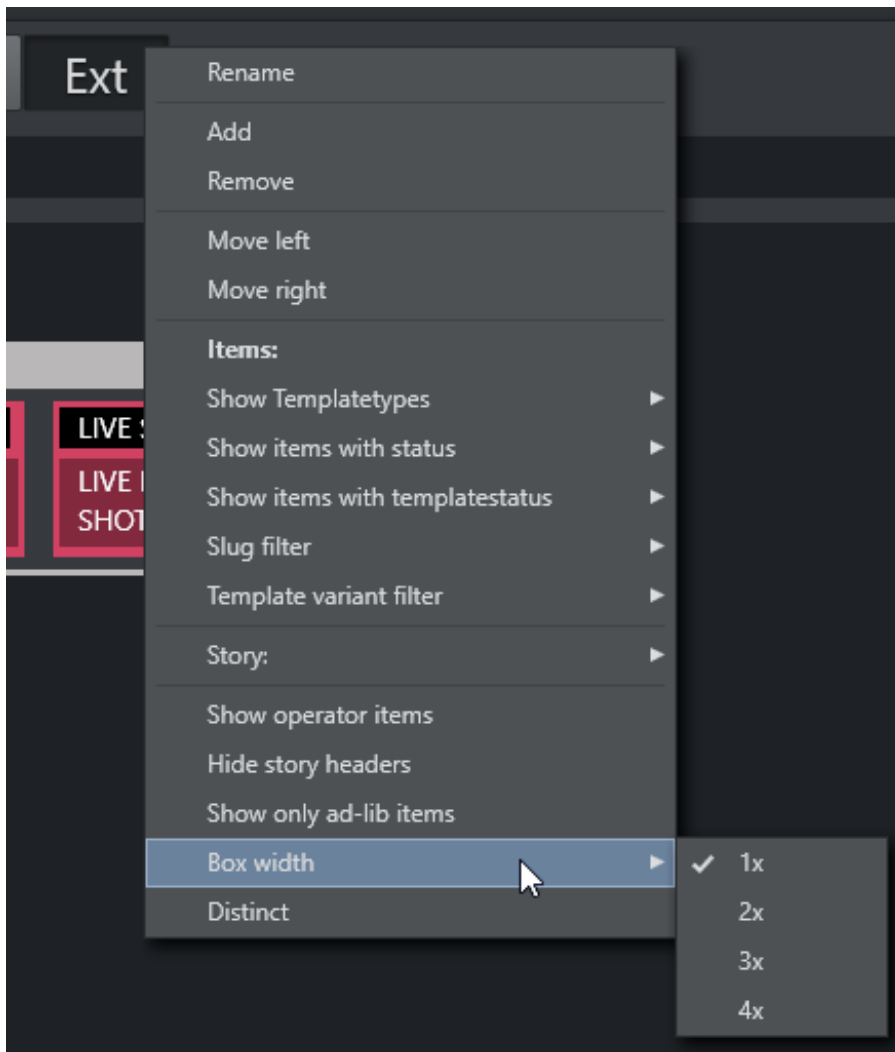 Ext
Rename
Add
Remove
Move left
Move right
Items:
Show Templatetypes
Show items with status
Show items with templatestatus
Slug filter
Template variant filter
Story:
Show operator items
Hide story headers
Show only ad-lib items
Box width
Distinct
1x
2x
3x
4x
LIVE
LIVE
SHOT